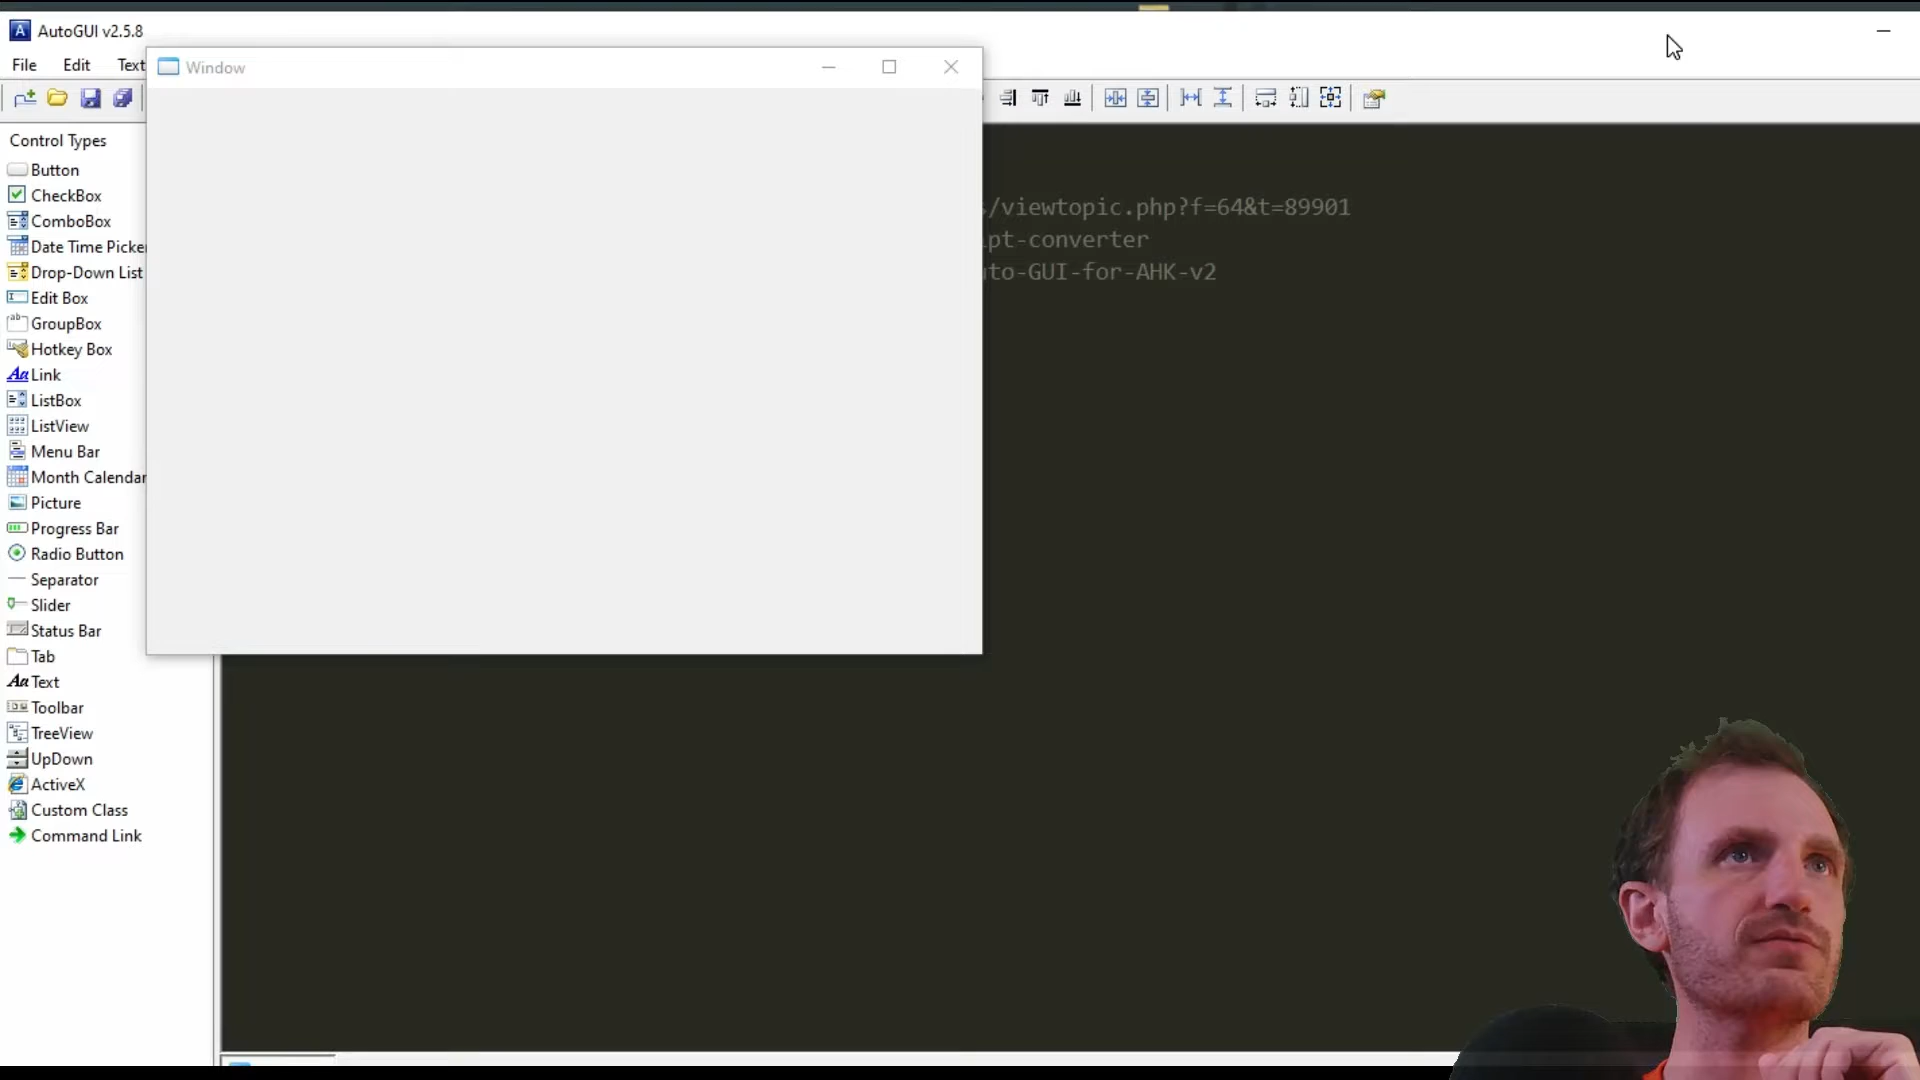 AutoGUI v2.5.8
File Edit Text
Window
Control Types
Button
CheckBox
ComboBox
Date Time Picke
Drop-Down List
Edit Box
GroupBox
Hotkey Box
Link
ListBox
ListView
Menu Bar
Month Calendar
Picture
Progress Bar
Radio Button
Separator
Slider
Status Bar
Tab
Text
Toolbar
TreeView
UpDown
ActiveX
Custom Class
Command Link
s/viewtopic.php?f=64&t=89901
ipt-converter
uto-GUI-for-AHK-v2